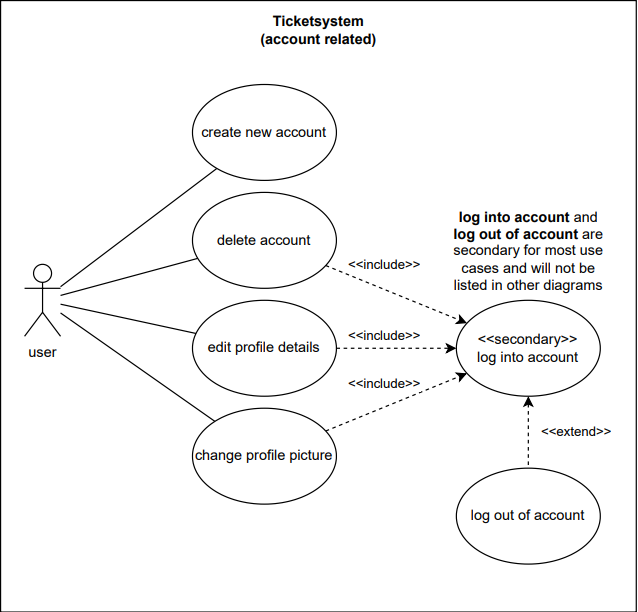 Ticketsystem
(account related)
create new account
delete account
<<include>>
log into account and
log out of account are
secondary for most use
cases and will not be
listed in other diagrams
user
edit profile details
<<include>>
<<secondary>>
log into account
<<include>>
change profile picture
<<extend>>
log out of account